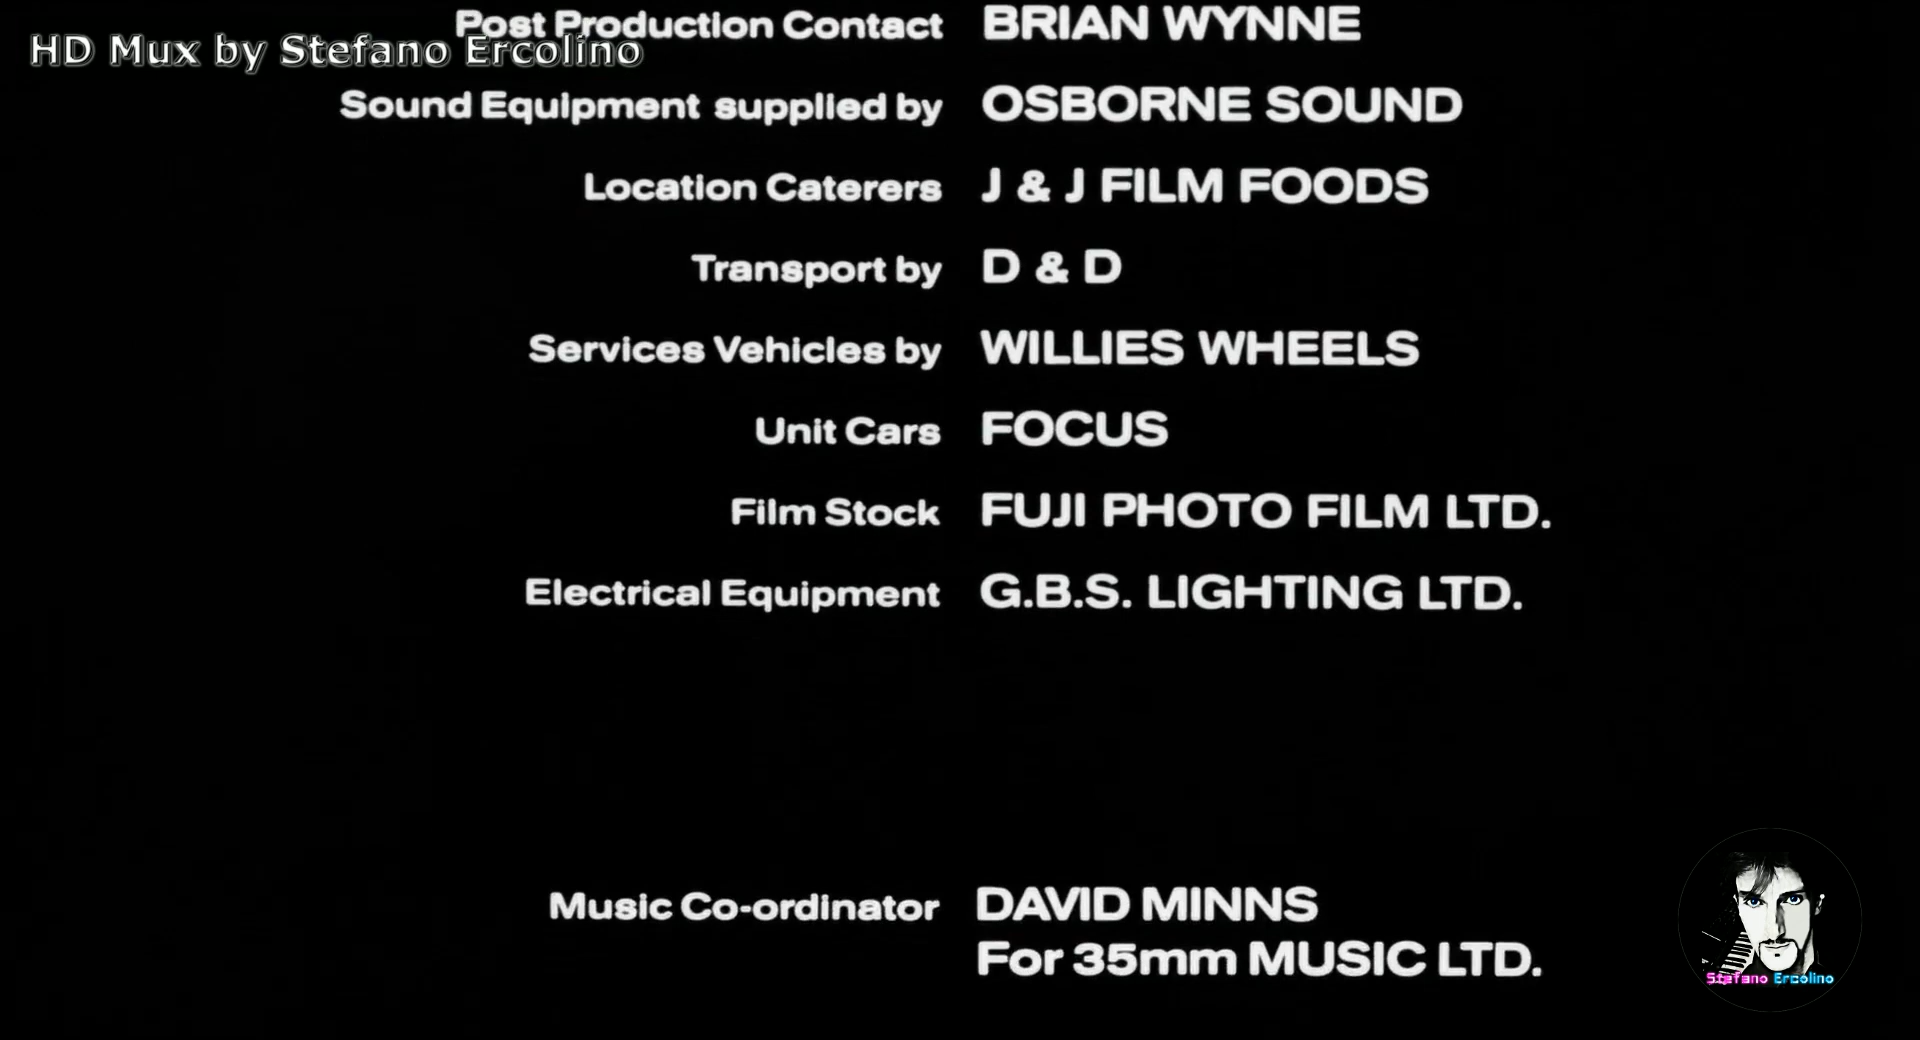 Post Production Contact BRIAN WYNNE
HD Mux by Stefano Ercolino
Sound Equipment supplied by OSBORNE SOUND
Location Caterers J & J FILM FOODS
Transport by D & D
Services Vehicles by WILLIES WHEELS
Unit Cars FOCUS
Film Stock FUJI PHOTO FILM LTD.
Electrical Equipment G.B.S. LIGHTING LTD.
Music Co-ordinator DAVID MINNS
For 35mm MUSIC LTD.
Stefano Ercolino